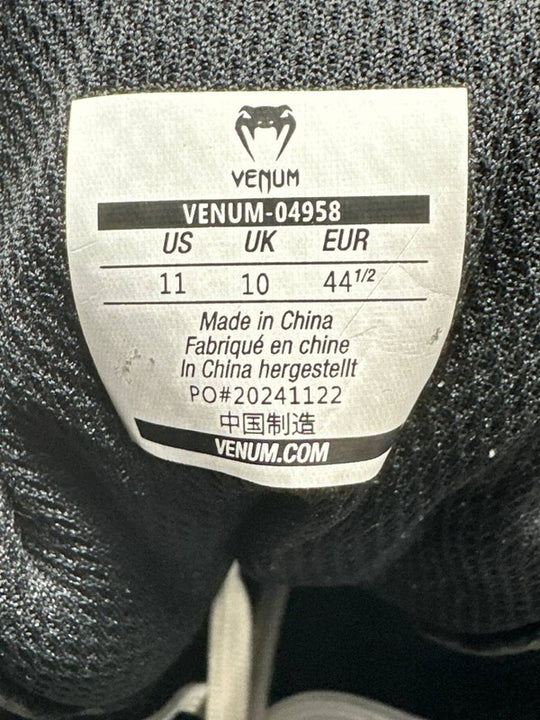 VENUM
VENUM-04958
US UK EUR
11 10 44 1/2
Made in China
Fabriqué en chine
In China hergestellt
PO#20241122
中国制造
VENUM.COM